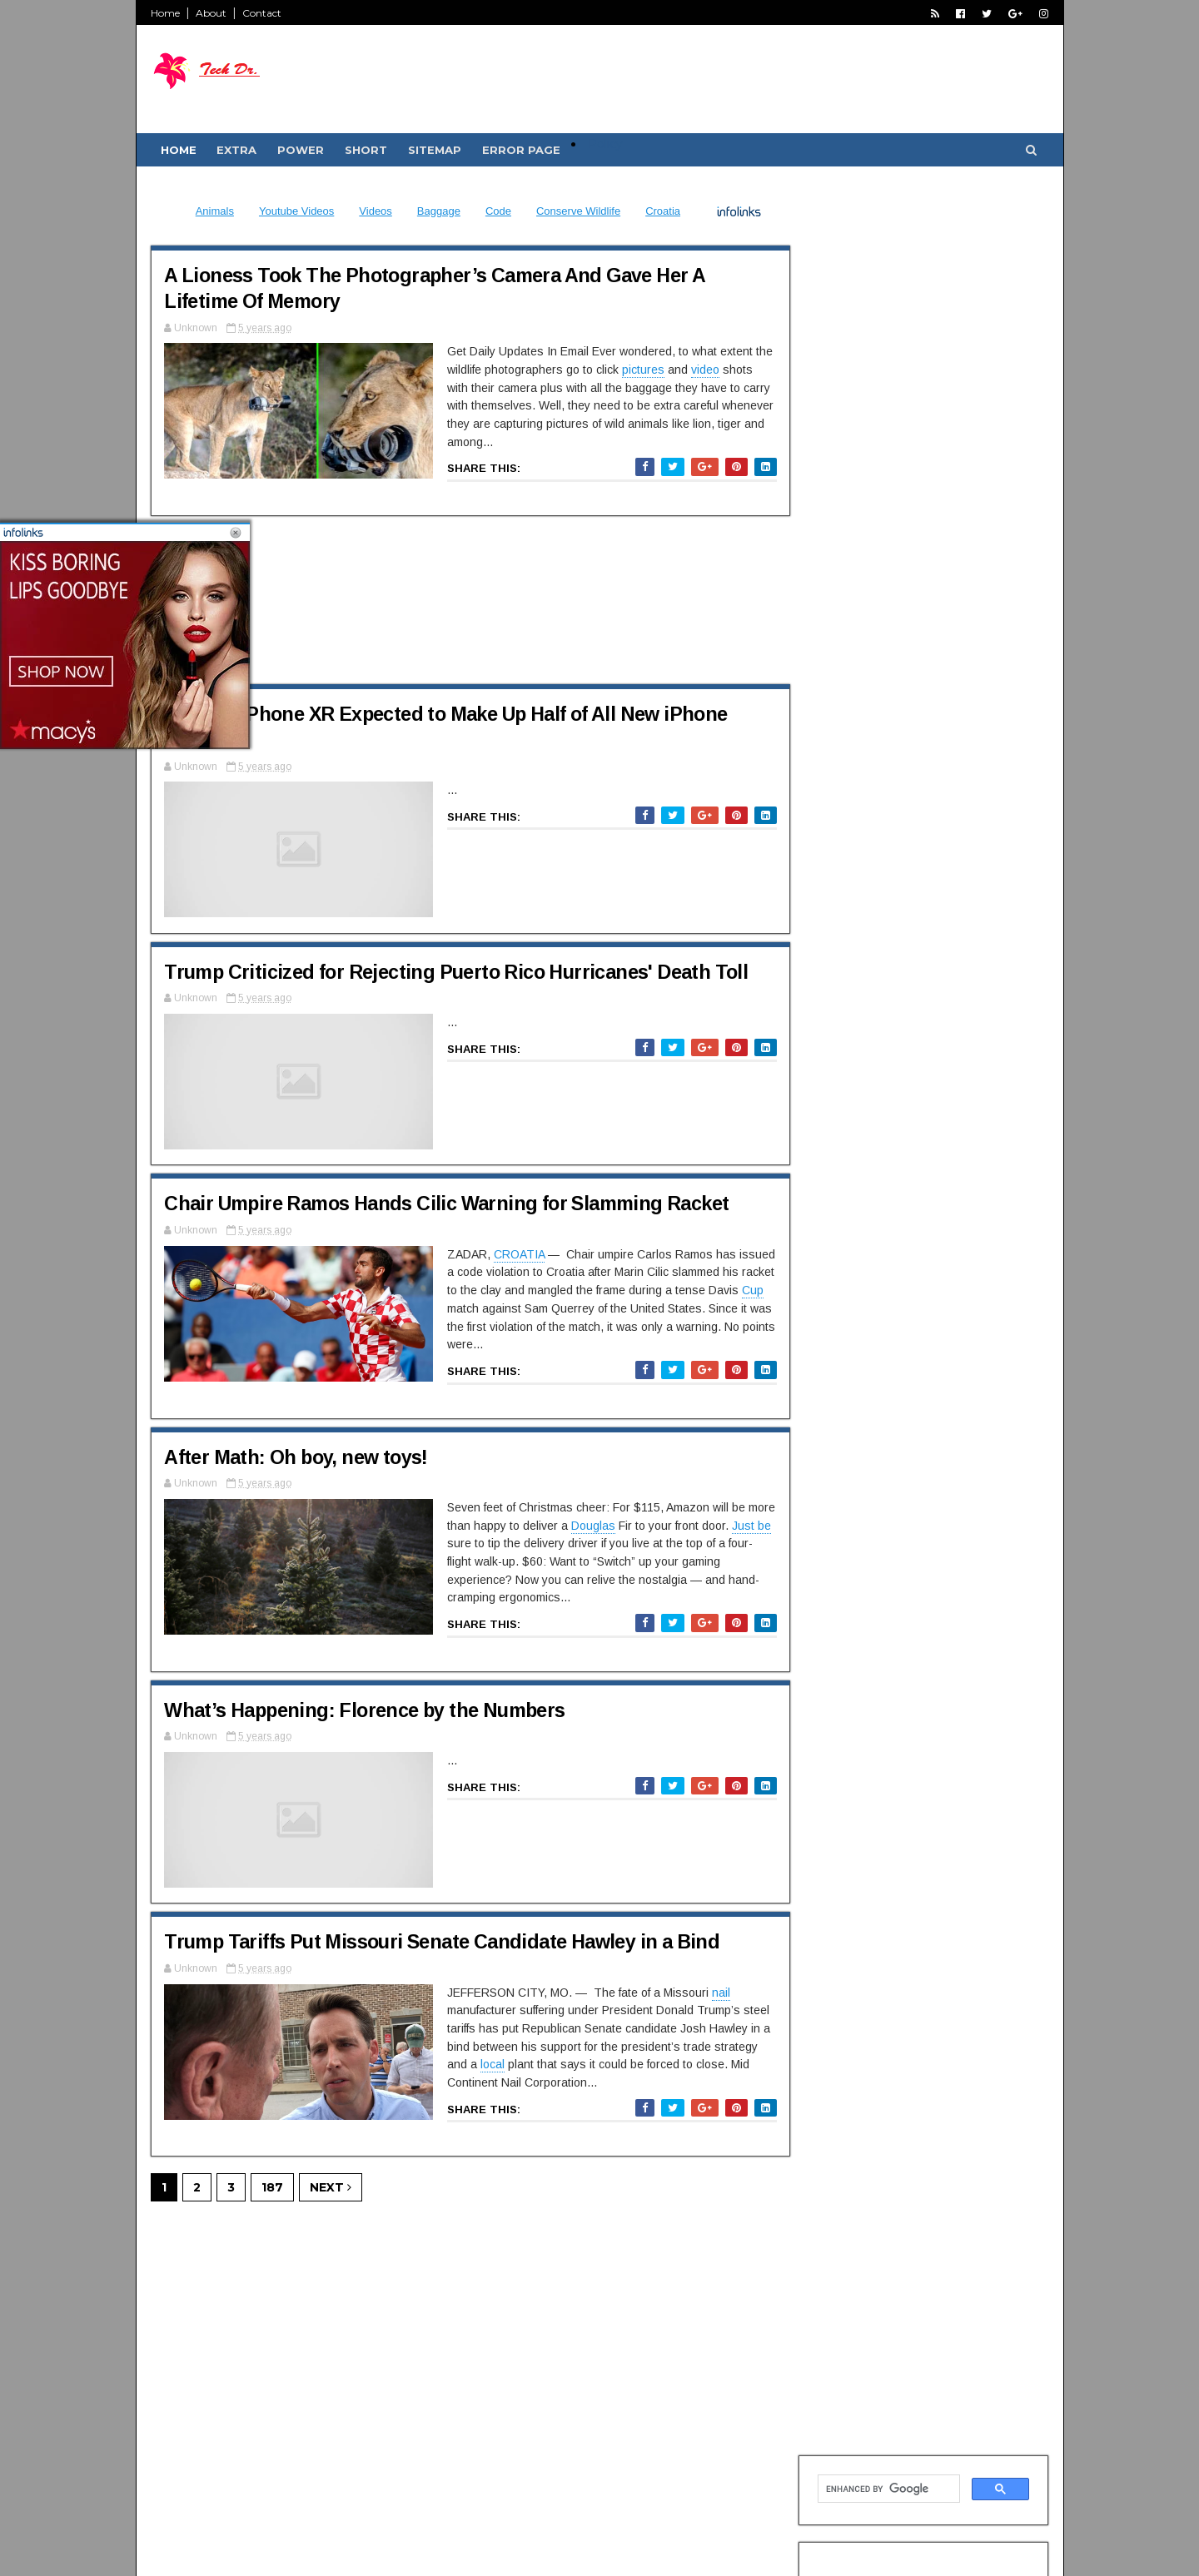 Home About Contact
Tech Dr.
HOME EXTRA POWER SHORT SITEMAP ERROR PAGE
Animals Youtube Videos Videos Baggage Code Conserve Wildlife Croatia infolinks
A Lioness Took The Photographer’s Camera And Gave Her A
Lifetime Of Memory
Unknown 5 years ago
Get Daily Updates In Email Ever wondered, to what extent the
wildlife photographers go to click pictures and video shots
with their camera plus with all the baggage they have to carry
with themselves. Well, they need to be extra careful whenever
they are capturing pictures of wild animals like lion, tiger and
among...
SHARE THIS:
infolinks
KISS BORING
LIPS GOODBYE
SHOP NOW
macy's
Phone XR Expected to Make Up Half of All New iPhone
Unknown 5 years ago
...
SHARE THIS:
Trump Criticized for Rejecting Puerto Rico Hurricanes' Death Toll
Unknown 5 years ago
...
SHARE THIS:
Chair Umpire Ramos Hands Cilic Warning for Slamming Racket
Unknown 5 years ago
ZADAR, CROATIA — Chair umpire Carlos Ramos has issued
a code violation to Croatia after Marin Cilic slammed his racket
to the clay and mangled the frame during a tense Davis Cup
match against Sam Querrey of the United States. Since it was
the first violation of the match, it was only a warning. No points
were...
SHARE THIS:
After Math: Oh boy, new toys!
Unknown 5 years ago
Seven feet of Christmas cheer: For $115, Amazon will be more
than happy to deliver a Douglas Fir to your front door. Just be
sure to tip the delivery driver if you live at the top of a four-
flight walk-up. $60: Want to “Switch” up your gaming
experience? Now you can relive the nostalgia — and hand-
cramping ergonomics...
SHARE THIS:
What’s Happening: Florence by the Numbers
Unknown 5 years ago
...
SHARE THIS:
Trump Tariffs Put Missouri Senate Candidate Hawley in a Bind
Unknown 5 years ago
JEFFERSON CITY, MO. — The fate of a Missouri nail
manufacturer suffering under President Donald Trump’s steel
tariffs has put Republican Senate candidate Josh Hawley in a
bind between his support for the president’s trade strategy
and a local plant that says it could be forced to close. Mid
Continent Nail Corporation...
SHARE THIS:
1 2 3 187 NEXT
ENHANCED BY Google